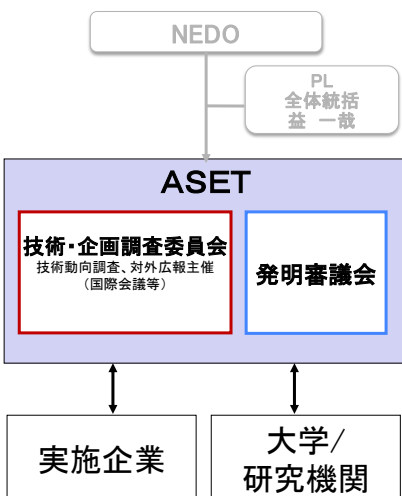 NEDO
PL
全体統括
益 一哉
ASET
技術・企画調査委員会
技術動向調査、対外広報主催
(国際会議等)
発明審議会
実施企業
大学/
研究機関